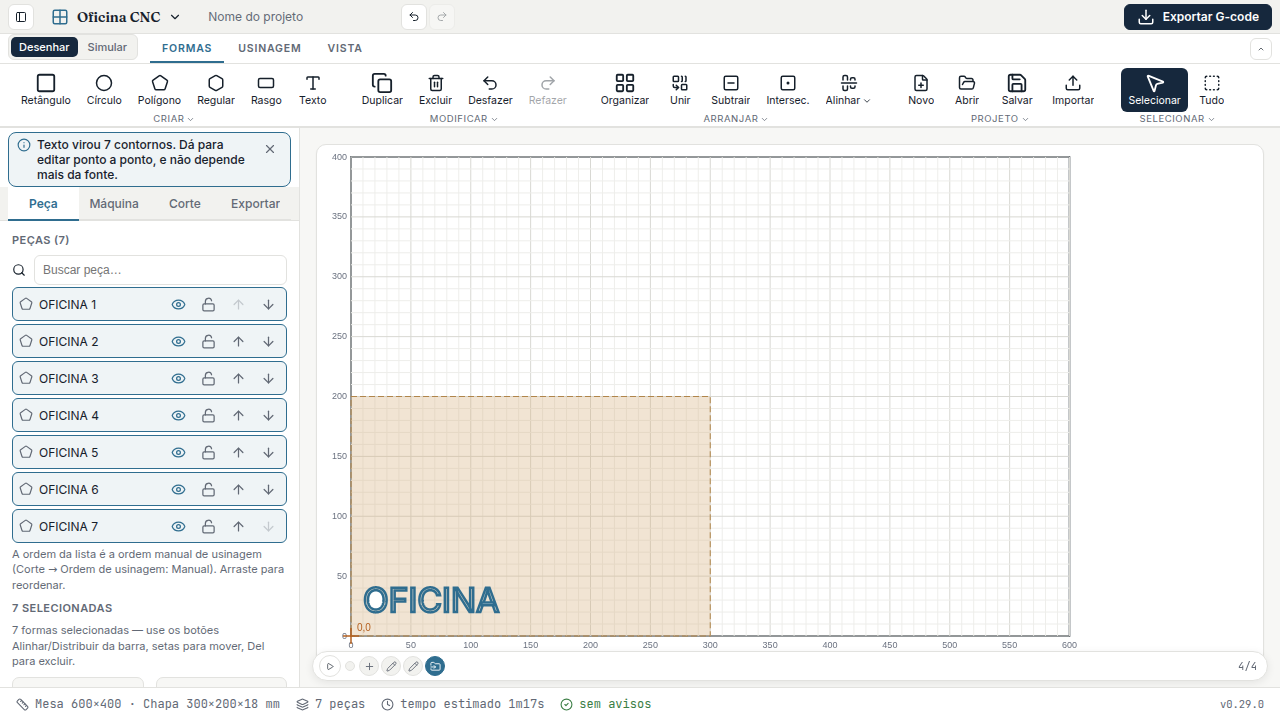 Oficina CNC
Nome do projeto
Exportar G-code
Desenhar
Simular
FORMAS
USINAGEM
VISTA
Retângulo
Círculo
Polígono
Regular
Rasgo
Texto
CRIAR
Duplicar
Excluir
Desfazer
Refazer
MODIFICAR
Organizar
Unir
Subtrair
Intersec.
Alinhar
ARRANJAR
Novo
Abrir
Salvar
Importar
PROJETO
Selecionar
Tudo
SELECIONAR
Texto virou 7 contornos. Dá para
editar ponto a ponto, e não depende
mais da fonte.
Peça
Máquina
Corte
Exportar
PEÇAS (7)
Buscar peça…
OFICINA 1
OFICINA 2
OFICINA 3
OFICINA 4
OFICINA 5
OFICINA 6
OFICINA 7
A ordem da lista é a ordem manual de usinagem
(Corte → Ordem de usinagem: Manual). Arraste para
reordenar.
7 SELECIONADAS
7 formas selecionadas — use os botões
Alinhar/Distribuir da barra, setas para mover, Del
para excluir.
400
350
300
250
200
150
100
50
0
OFICINA
0,0
0
50
100
150
200
250
300
350
400
450
500
550
600
4/4
Mesa 600×400 · Chapa 300×200×18 mm
7 peças
tempo estimado 1m17s
sem avisos
v0.29.0